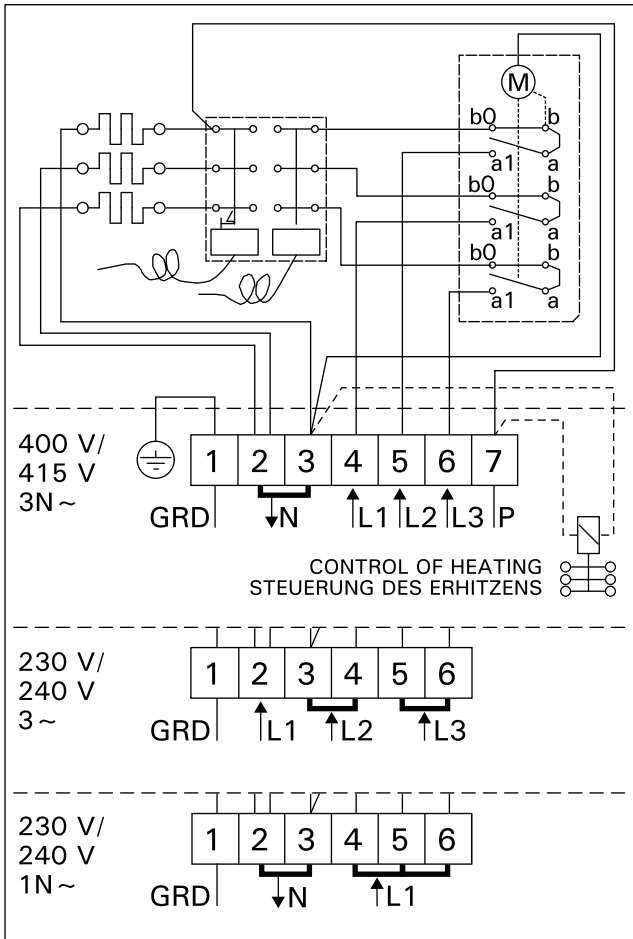 M
b0 b
a1 a
b0 b
a1 a
b0 b
a1 a
400 V/
415 V
3N ~
1 2 3 4 5 6 7
GRD N L1 L2 L3 P
CONTROL OF HEATING
STEUERUNG DES ERHITZENS
230 V/
240 V
3 ~
1 2 3 4 5 6
GRD L1 L2 L3
230 V/
240 V
1N ~
1 2 3 4 5 6
GRD N L1